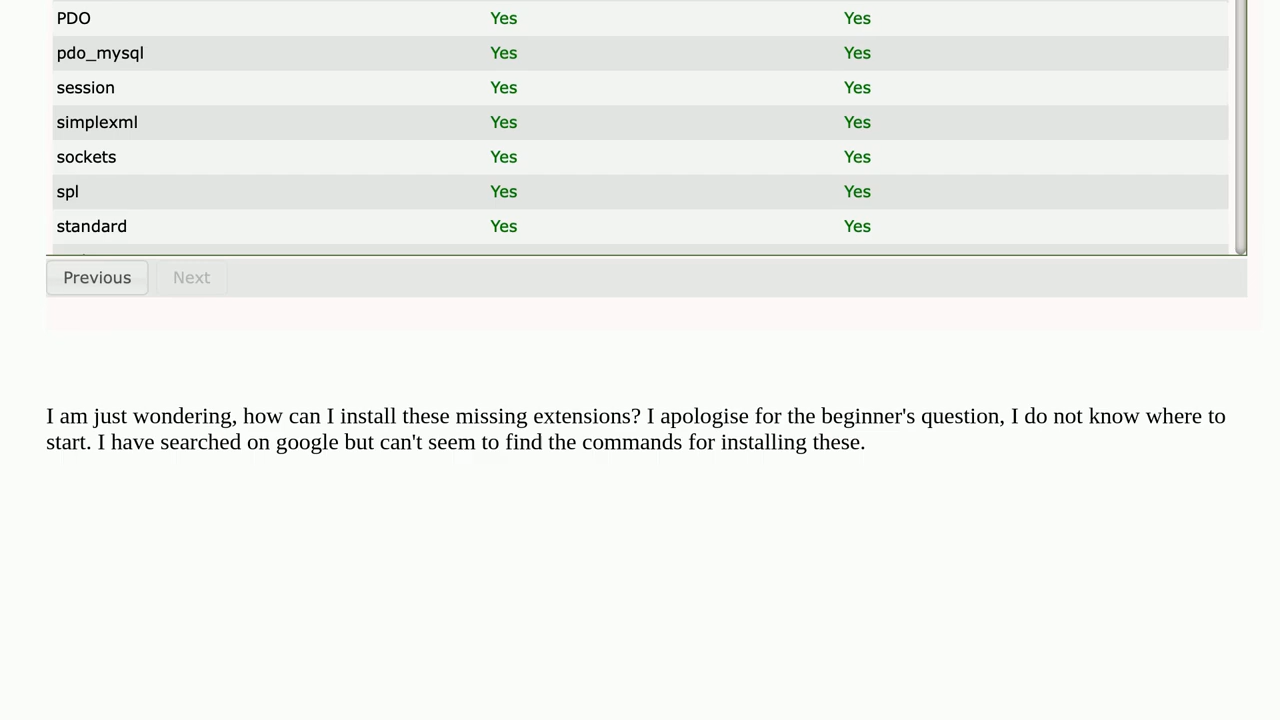 PDO Yes Yes
pdo_mysql Yes Yes
session Yes Yes
simplexml Yes Yes
sockets Yes Yes
spl Yes Yes
standard Yes Yes
Previous Next
I am just wondering, how can I install these missing extensions? I apologise for the beginner's question, I do not know where to
start. I have searched on google but can't seem to find the commands for installing these.